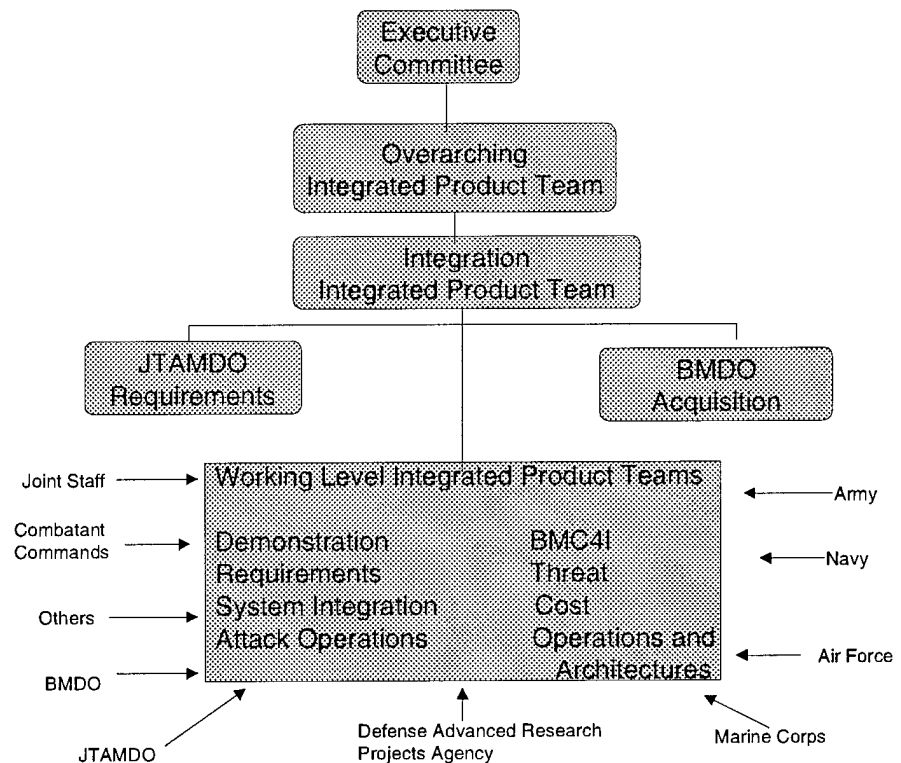 Executive
Committee
Overarching
Integrated Product Team
Integration
Integrated Product Team
JTAMDO
Requirements
BMDO
Acquisition
Working Level Integrated Product Teams
Demonstration
Requirements
System Integration
Attack Operations
BMC4I
Threat
Cost
Operations and
Architectures
Joint Staff
Combatant
Commands
Others
BMDO
JTAMDO
Defense Advanced Research
Projects Agency
Marine Corps
Air Force
Navy
Army